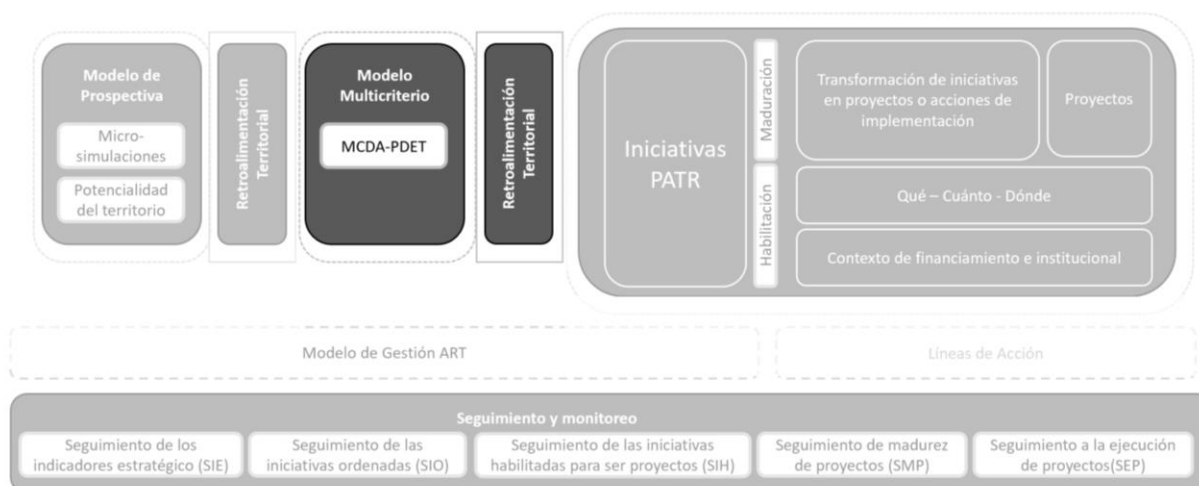 Modelo de
Prospectiva
Micro-
simulaciones
Potencialidad
del territorio
Retroalimentación
Territorial
Modelo
Multicriterio
MCDA-PDET
Retroalimentación
Territorial
Iniciativas
PATR
Maduración
Habilitación
Transformación de iniciativas
en proyectos o acciones de
implementación
Proyectos
Qué – Cuánto - Dónde
Contexto de financiamiento e institucional
Modelo de Gestión ART
Líneas de Acción
Seguimiento y monitoreo
Seguimiento de los
indicadores estratégico (SIE)
Seguimiento de las
iniciativas ordenadas (SIO)
Seguimiento de las iniciativas
habilitadas para ser proyectos (SIH)
Seguimiento de madurez
de proyectos (SMP)
Seguimiento a la ejecución
de proyectos(SEP)